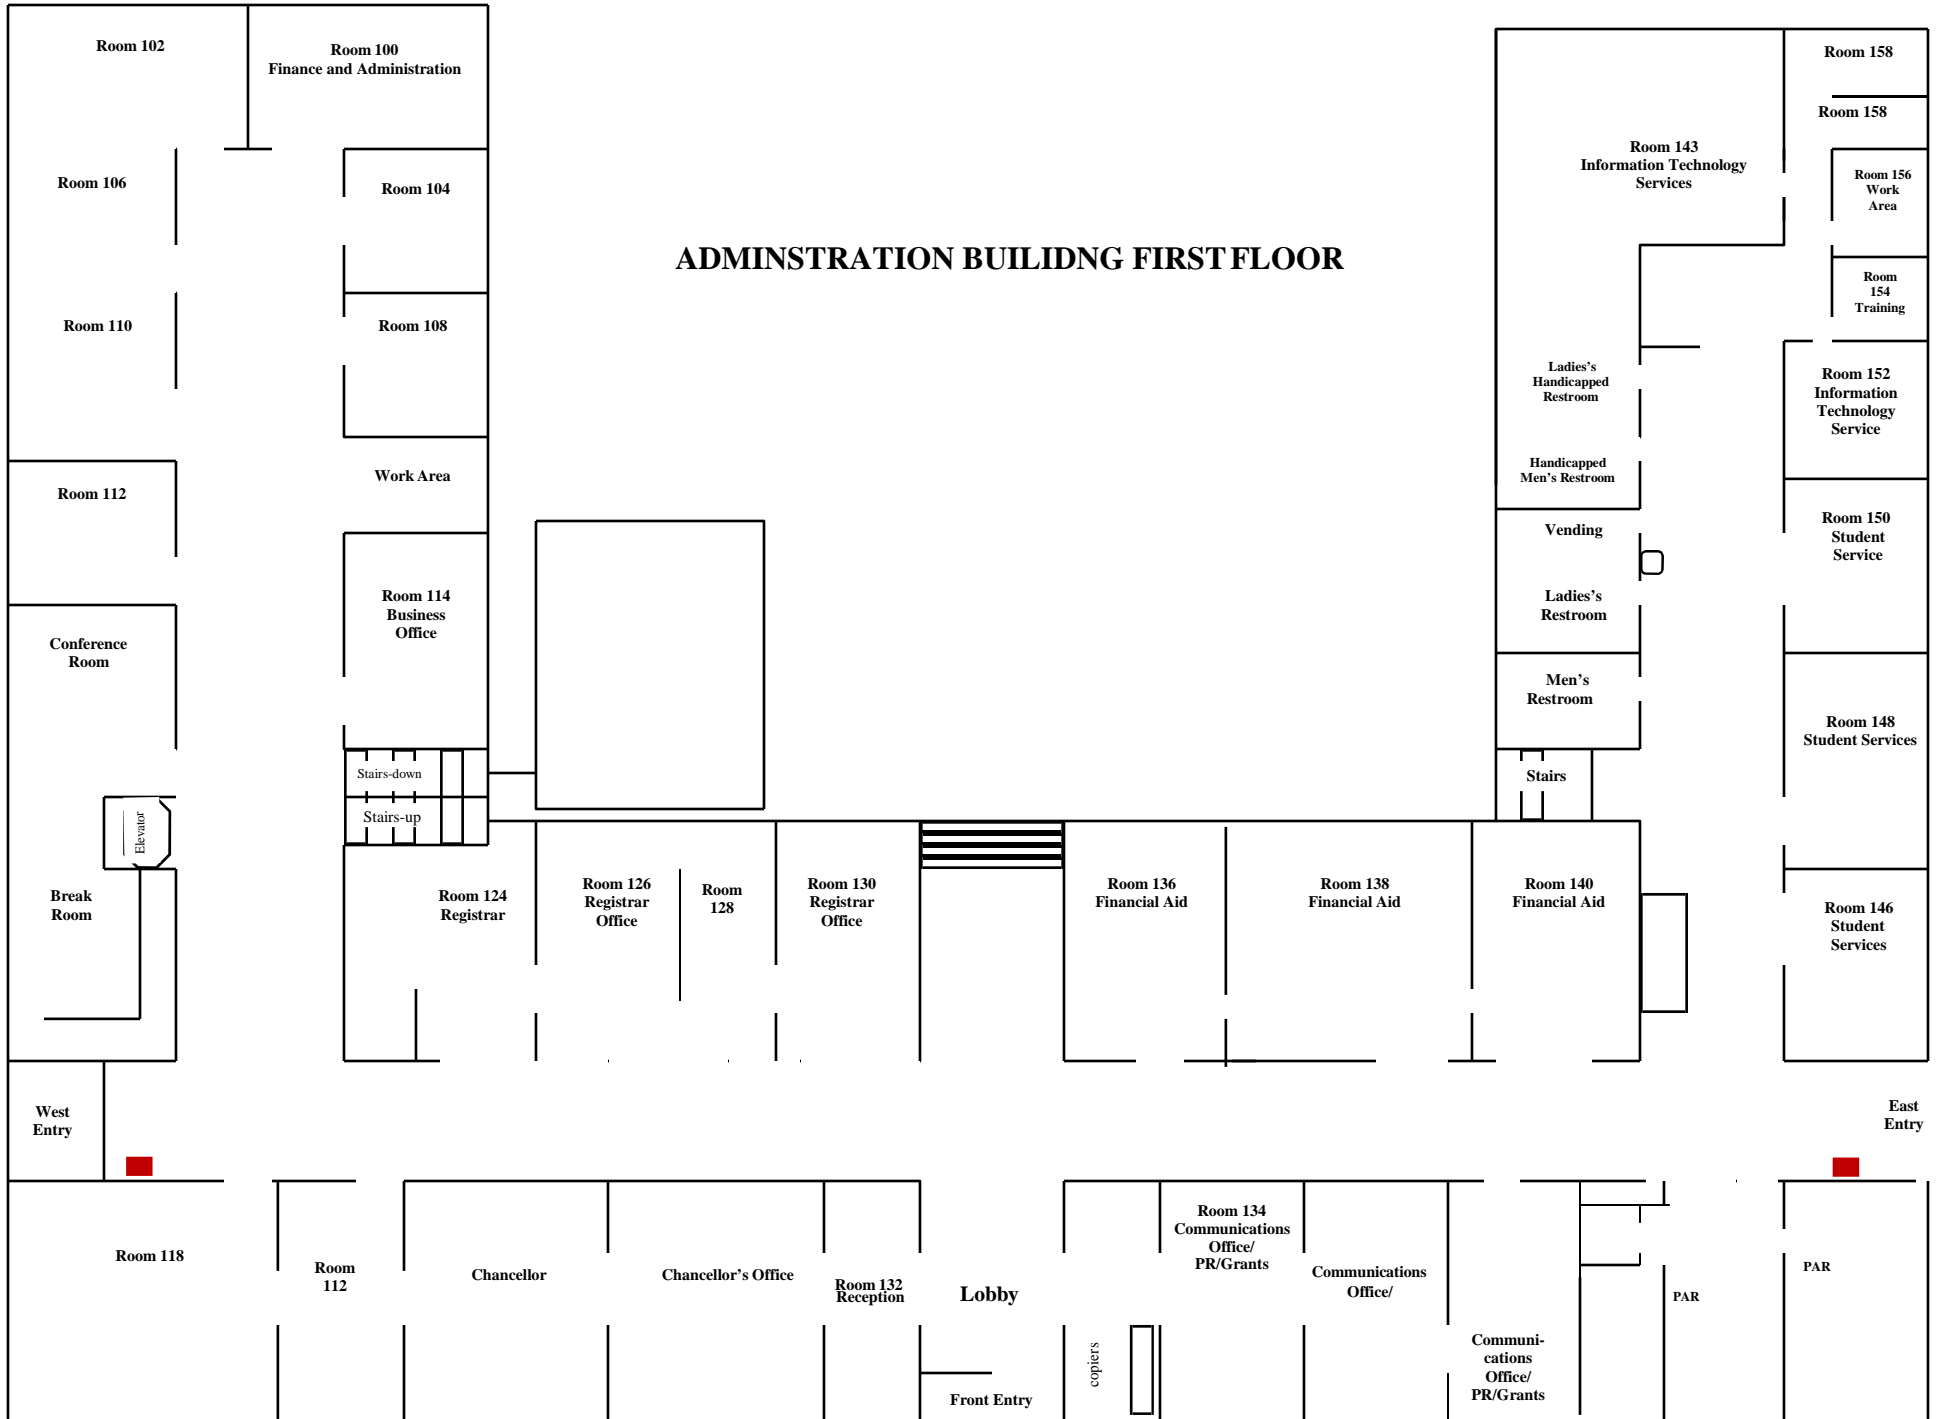 Room 102
Room 100
Finance and Administration
Room 158
Room 158
Room 143
Information Technology
Services
Room 106
Room 104
Room 156
Work
Area
ADMINSTRATION BUILIDNG FIRST FLOOR
Room
154
Training
Room 110
Room 108
Ladies's
Handicapped
Restroom
Room 152
Information
Technology
Service
Work Area
Handicapped
Men's Restroom
Room 112
Vending
Room 150
Student
Service
Room 114
Business
Office
Ladies's
Restroom
Conference
Room
Men's
Restroom
Room 148
Student Services
Stairs-down
Stairs
Stairs-up
Elevator
Break
Room
Room 124
Registrar
Room 126
Registrar
Office
Room
128
Room 130
Registrar
Office
Room 136
Financial Aid
Room 138
Financial Aid
Room 140
Financial Aid
Room 146
Student
Services
West
Entry
East
Entry
Room 118
Room
112
Chancellor
Chancellor's Office
Room 132
Reception
Lobby
Front Entry
copiers
Room 134
Communications
Office/
PR/Grants
Communications
Office/
Communi-
cations
Office/
PR/Grants
PAR
PAR